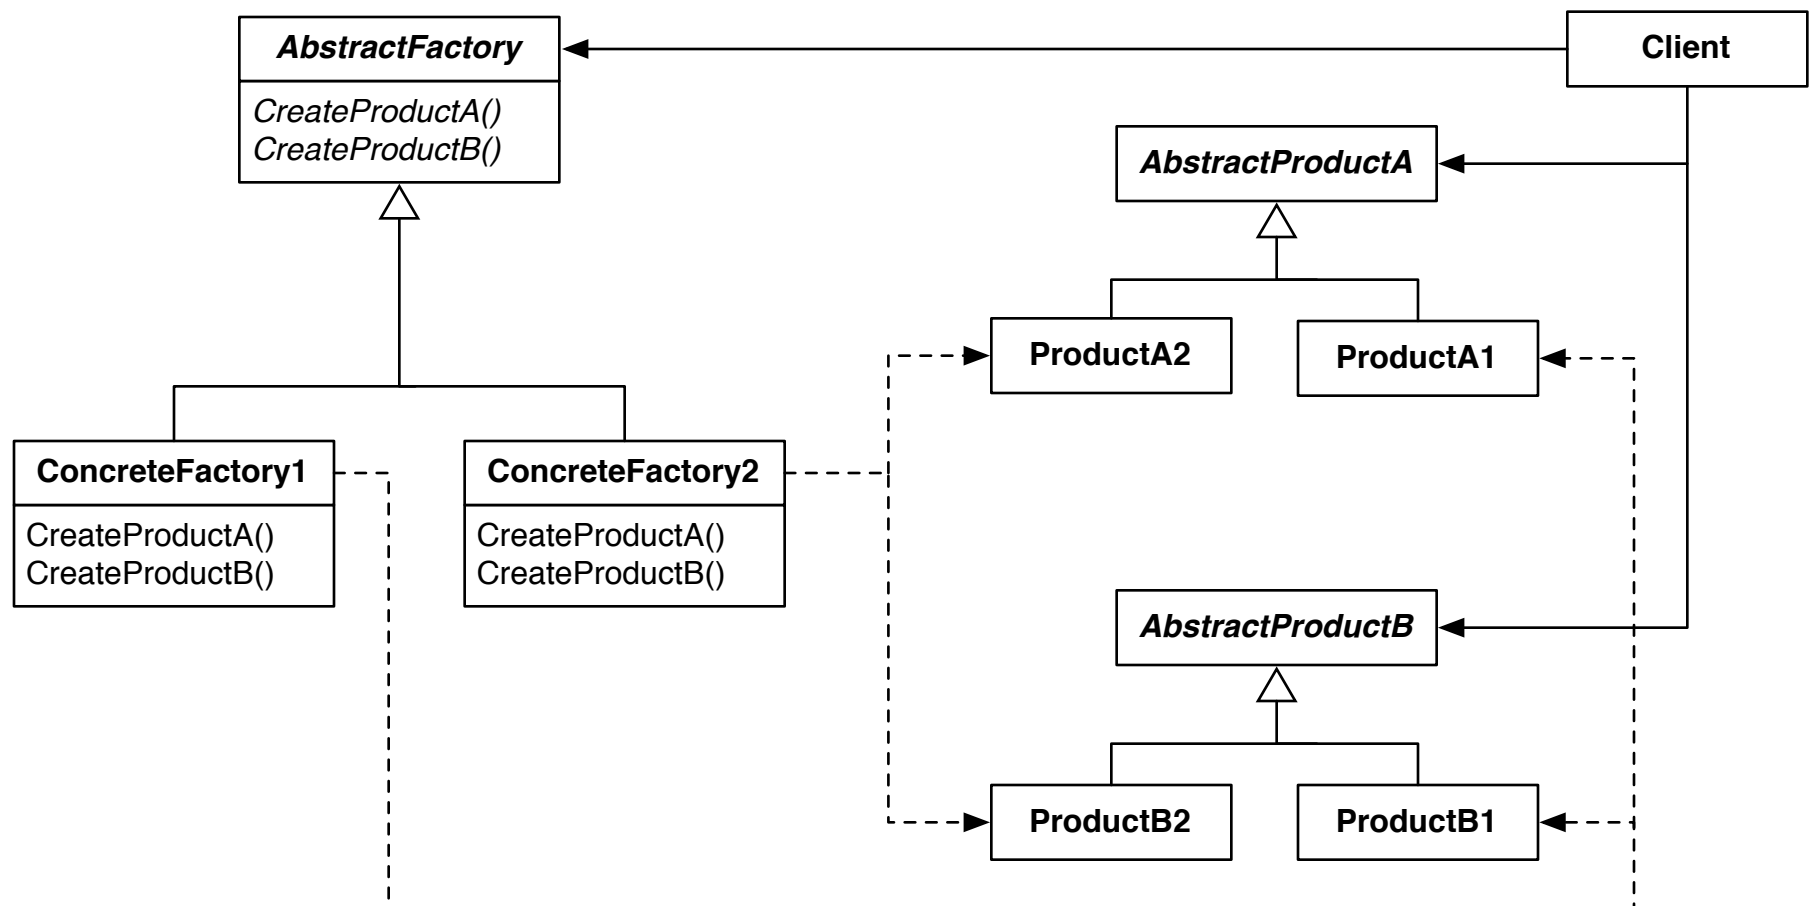 AbstractFactory
CreateProductA()
CreateProductB()
Client
AbstractProductA
ProductA2
ProductA1
ConcreteFactory1
CreateProductA()
CreateProductB()
ConcreteFactory2
CreateProductA()
CreateProductB()
AbstractProductB
ProductB2
ProductB1